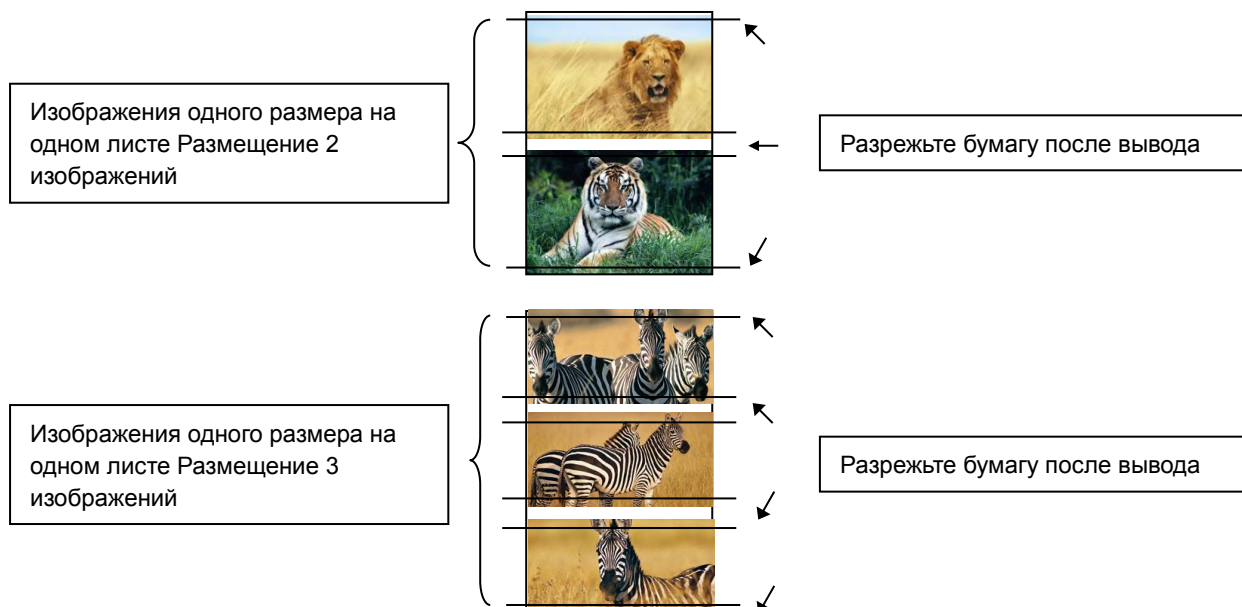 Изображения одного размера на
одном листе Размещение 2
изображений
Разрежьте бумагу после вывода
Изображения одного размера на
одном листе Размещение 3
изображений
Разрежьте бумагу после вывода